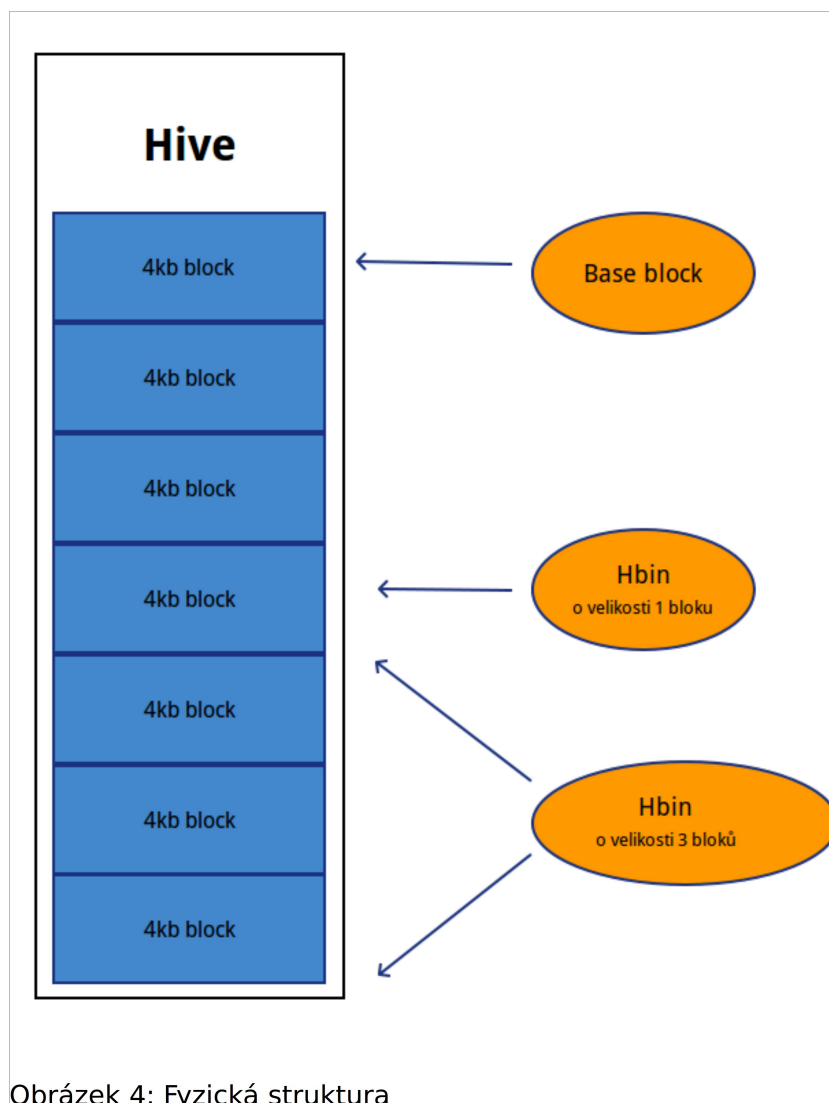 Hive
4kb block
Base block
4kb block
4kb block
4kb block
Hbin
o velikosti 1 bloku
4kb block
4kb block
Hbin
o velikosti 3 bloků
4kb block
Obrázek 4: Fyzická struktura